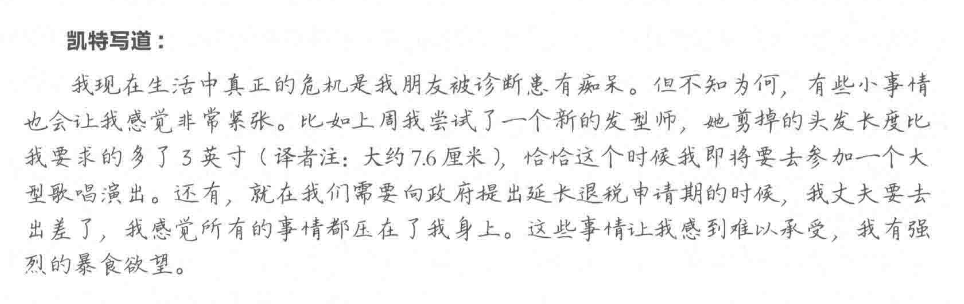 凯特写道：
我现在生活中真正的危机是我朋友被诊断患有痴呆。但不知为何，有些小事情
也会让我感觉非常紧张。比如上周我尝试了一个新的发型师，她剪掉的头发长度比
我要求的多了3英寸（译者注：大约7.6厘米），恰恰这个时候我即将要去参加一个大
型歌唱演出。还有，就在我们需要向政府提出延长退税申请期的时候，我丈夫要去
出差了，我感觉所有的事情都压在了我身上。这些事情让我感到难以承受，我有强
烈的暴食欲望。